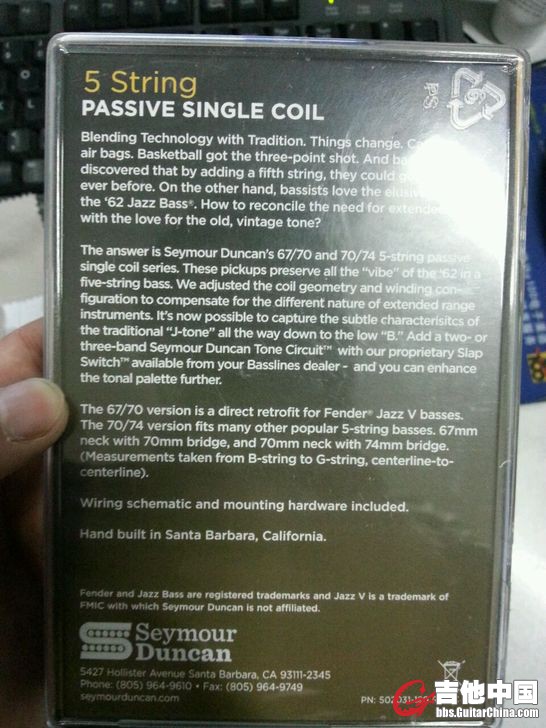 5 String
PASSIVE SINGLE COIL
Blending Technology with Tradition. Things change.
air bags. Basketball got the three-point shot. And
discovered that by adding a fifth string, they could
ever before. On the other hand, bassists love the elusive
the ‘62 Jazz Bass®. How to reconcile the need for extended
with the love for the old, vintage tone?
The answer is Seymour Duncan’s 67/70 and 70/74 5-string passive
single coil series. These pickups preserve all the “vibe” of the ‘62 in a
five-string bass. We adjusted the coil geometry and winding con-
figuration to compensate for the different nature of extended range
instruments. It’s now possible to capture the subtle characterisitcs of
the traditional “J-tone” all the way down to the low “B.” Add a two- or
three-band Seymour Duncan Tone Circuit™ with our proprietary Slap
Switch™ available from your Basslines dealer - and you can enhance
the tonal palette further.
The 67/70 version is a direct retrofit for Fender® Jazz V basses.
The 70/74 version fits many other popular 5-string basses. 67mm
neck with 70mm bridge, and 70mm neck with 74mm bridge.
(Measurements taken from B-string to G-string, centerline-to-
centerline).
Wiring schematic and mounting hardware included.
Hand built in Santa Barbara, California.
Fender and Jazz Bass are registered trademarks and Jazz V is a trademark of
FMIC with which Seymour Duncan is not affiliated.
Seymour
Duncan
5427 Hollister Avenue Santa Barbara, CA 93111-2345
Phone: (805) 964-9610 • Fax: (805) 964-9749
seymourduncan.com
PN:
吉他中国
bbs.GuitarChina.com